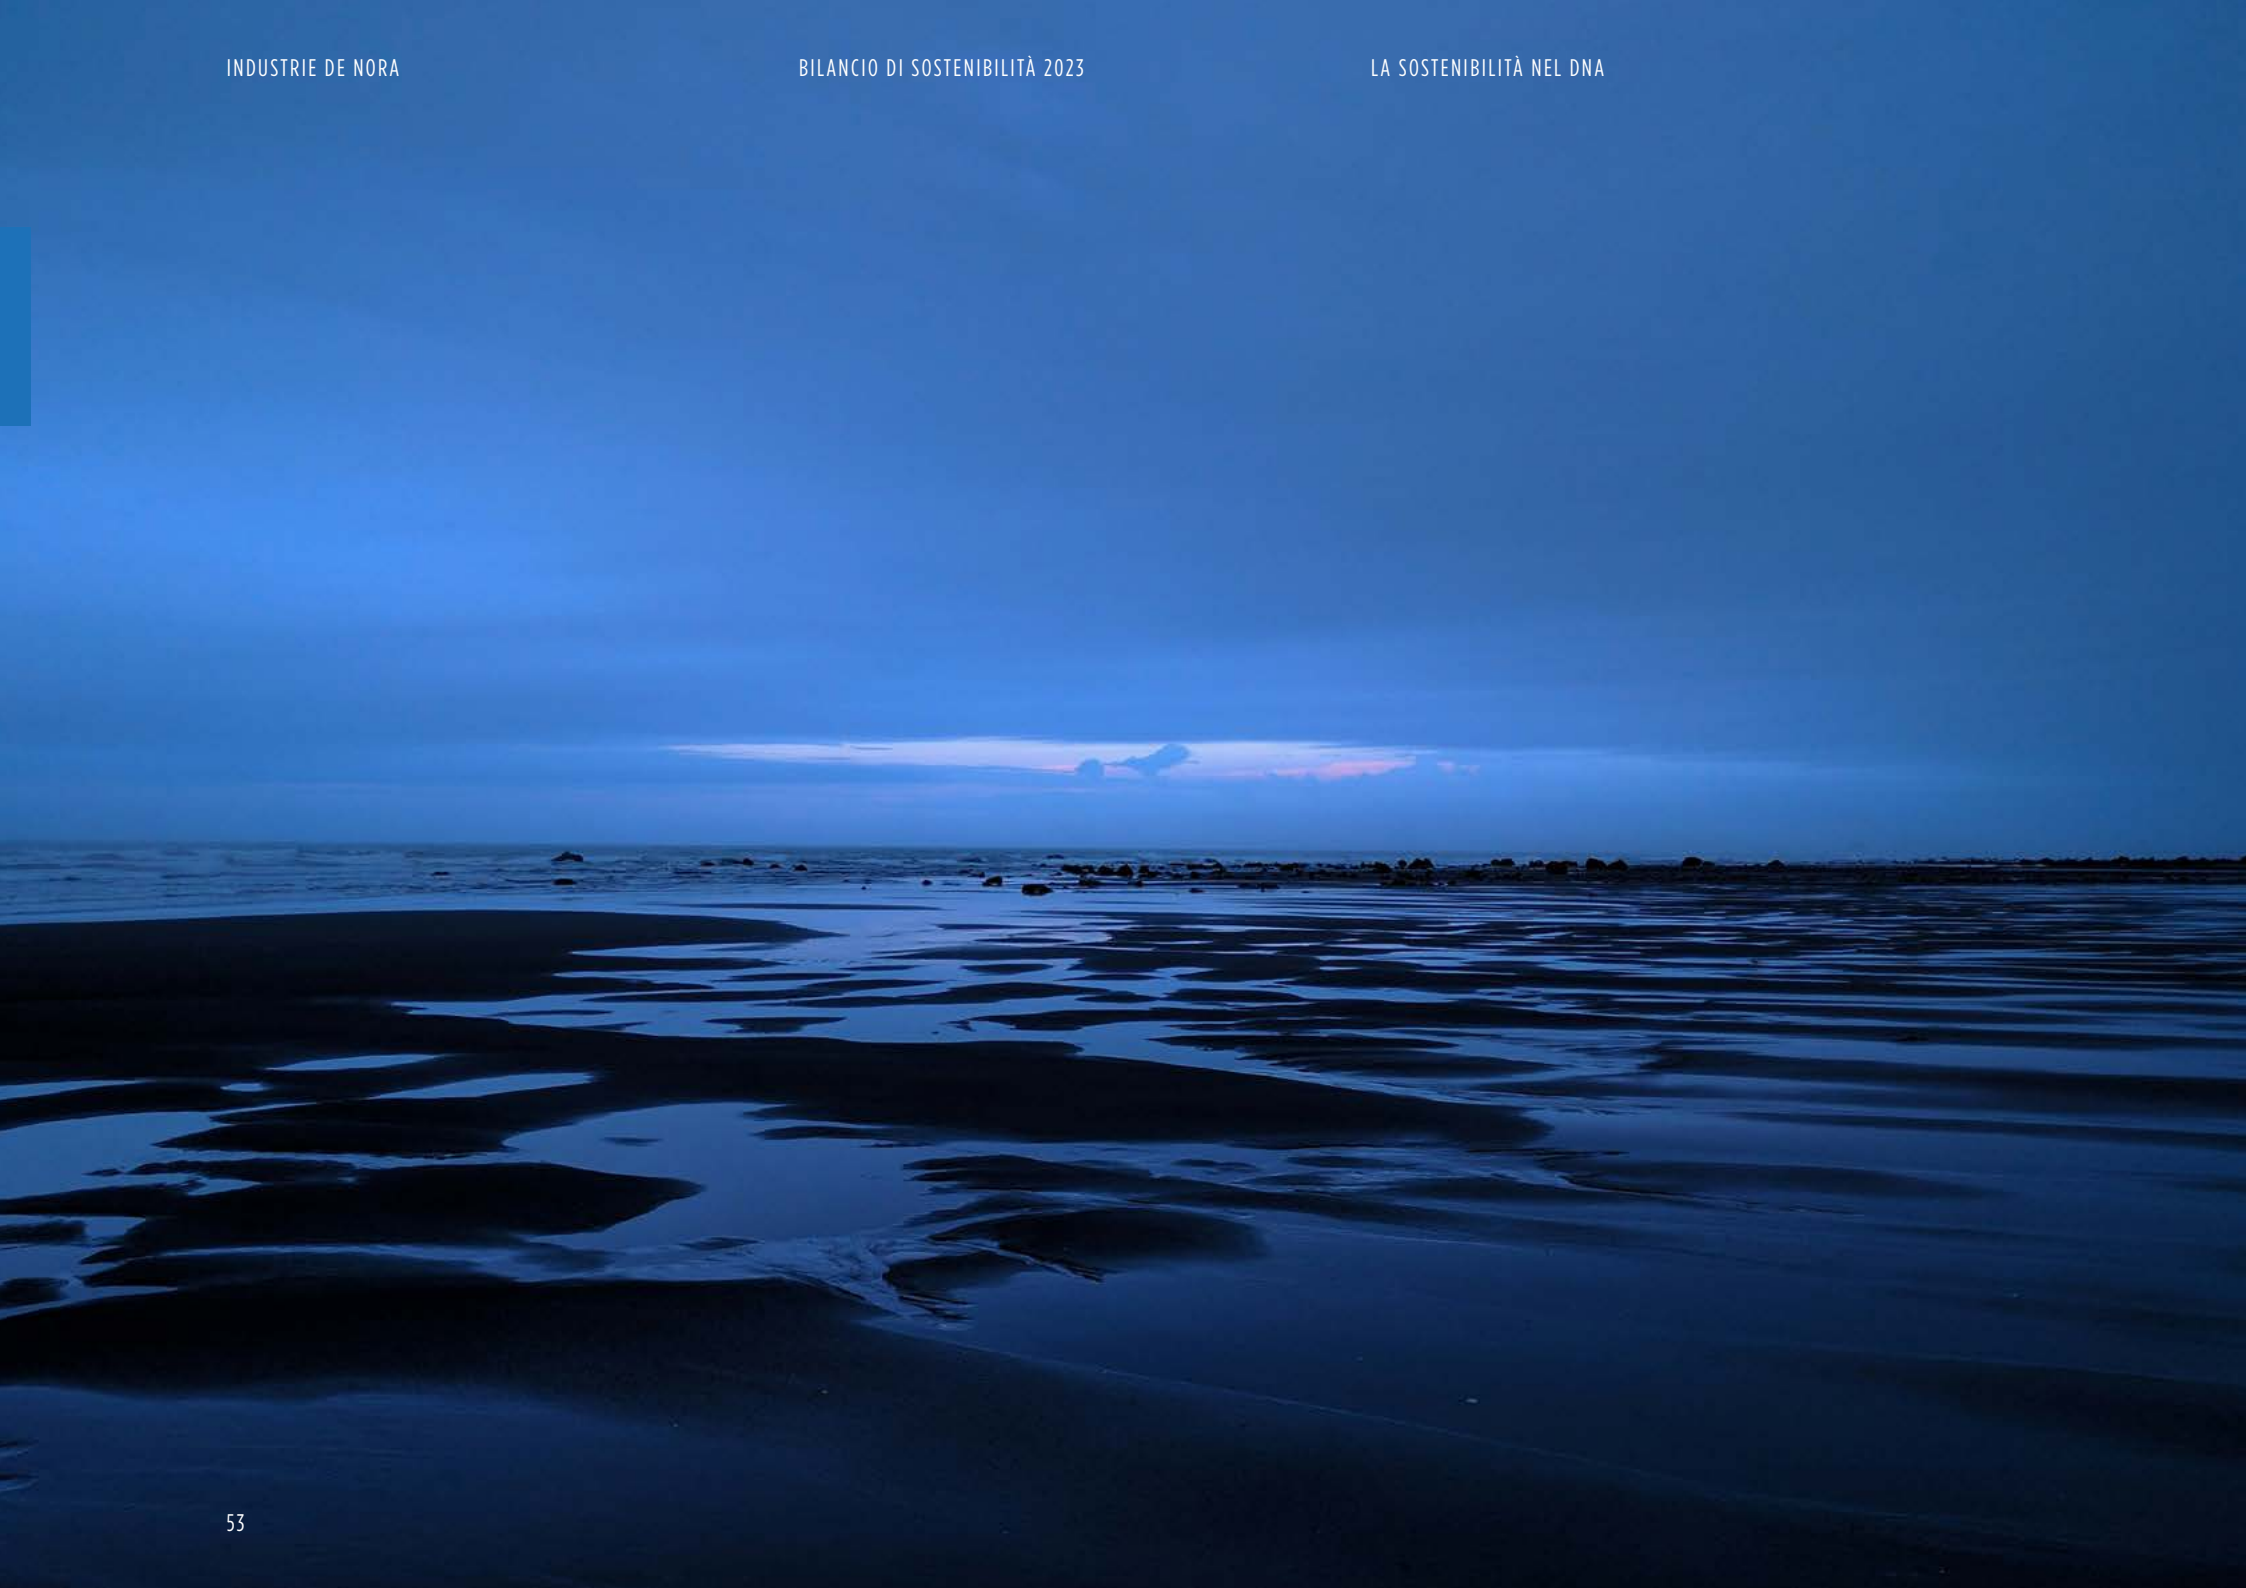 INDUSTRIE DE NORA
BILANCIO DI SOSTENIBILITÀ 2023
LA SOSTENIBILITÀ NEL DNA
53